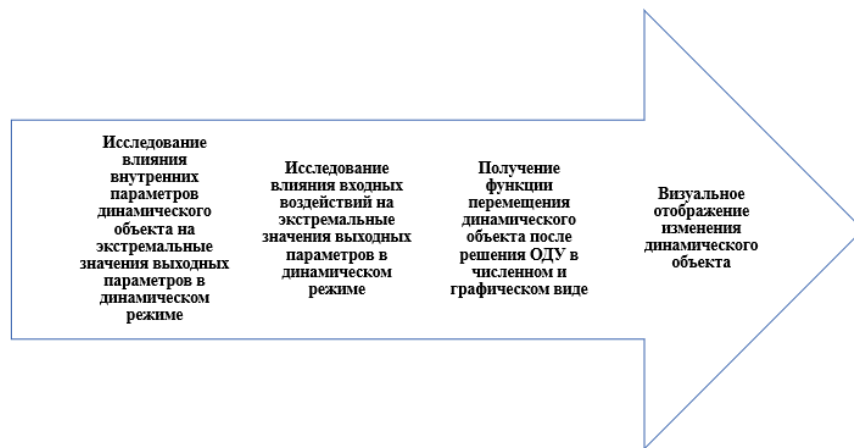 Исследование
влияния
внутренних
параметров
динамического
объекта на
экстремальные
значения выходных
параметров в
динамическом
режиме
Исследование
влияния входных
воздействий на
экстремальные
значения выходных
параметров в
динамическом
режиме
Получение
функции
перемещения
динамического
объекта после
решения ОДУ в
численном и
графическом виде
Визуальное
отображение
изменения
динамического
объекта